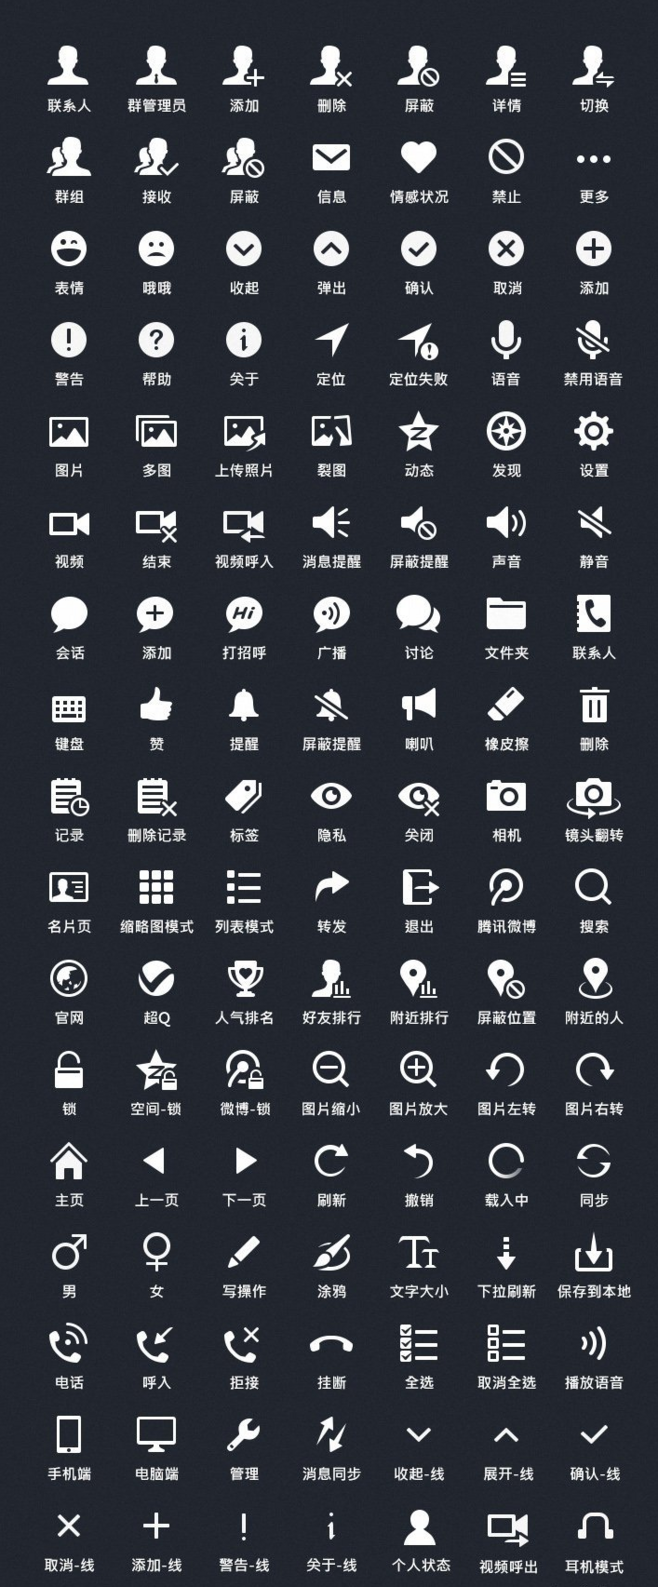 联系人 群管理员 添加 删除 屏蔽 详情 切换
群组 接收 屏蔽 信息 情感状况 禁止 更多
表情 哦哦 收起 弹出 确认 取消 添加
警告 帮助 关于 定位 定位失败 语音 禁用语音
图片 多图 上传照片 裂图 动态 发现 设置
视频 结束 视频呼入 消息提醒 屏蔽提醒 声音 静音
Hi
会话 添加 打招呼 广播 讨论 文件夹 联系人
键盘 赞 提醒 屏蔽提醒 喇叭 橡皮擦 删除
记录 删除记录 标签 隐私 关闭 相机 镜头翻转
名片页 缩略图模式 列表模式 转发 退出 腾讯微博 搜索
官网 超Q 人气排名 好友排行 附近排行 屏蔽位置 附近的人
锁 空间-锁 微博-锁 图片缩小 图片放大 图片左转 图片右转
主页 上一页 下一页 刷新 撤销 载入中 同步
TT
男 女 写操作 涂鸦 文字大小 下拉刷新 保存到本地
电话 呼入 拒接 挂断 全选 取消全选 播放语音
手机端 电脑端 管理 消息同步 收起-线 展开-线 确认-线
取消-线 添加-线 警告-线 关于-线 个人状态 视频呼出 耳机模式